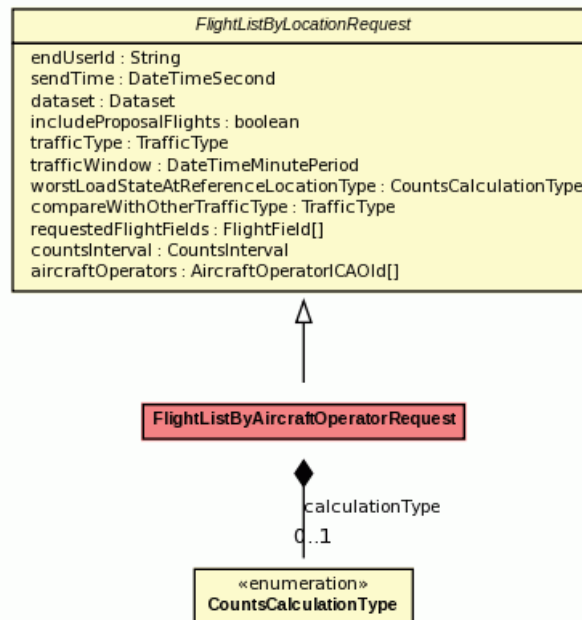 FlightListByLocationRequest
endUserId : String
sendTime : DateTimeSecond
dataset : Dataset
includeProposalFlights : boolean
trafficType : TrafficType
trafficWindow : DateTimeMinutePeriod
worstLoadStateAtReferenceLocationType : CountsCalculationType
compareWithOtherTrafficType : TrafficType
requestedFlightFields : FlightField[]
countsInterval : CountsInterval
aircraftOperators : AircraftOperatorICAOId[]
FlightListByAircraftOperatorRequest
calculationType
0..1
«enumeration»
CountsCalculationType